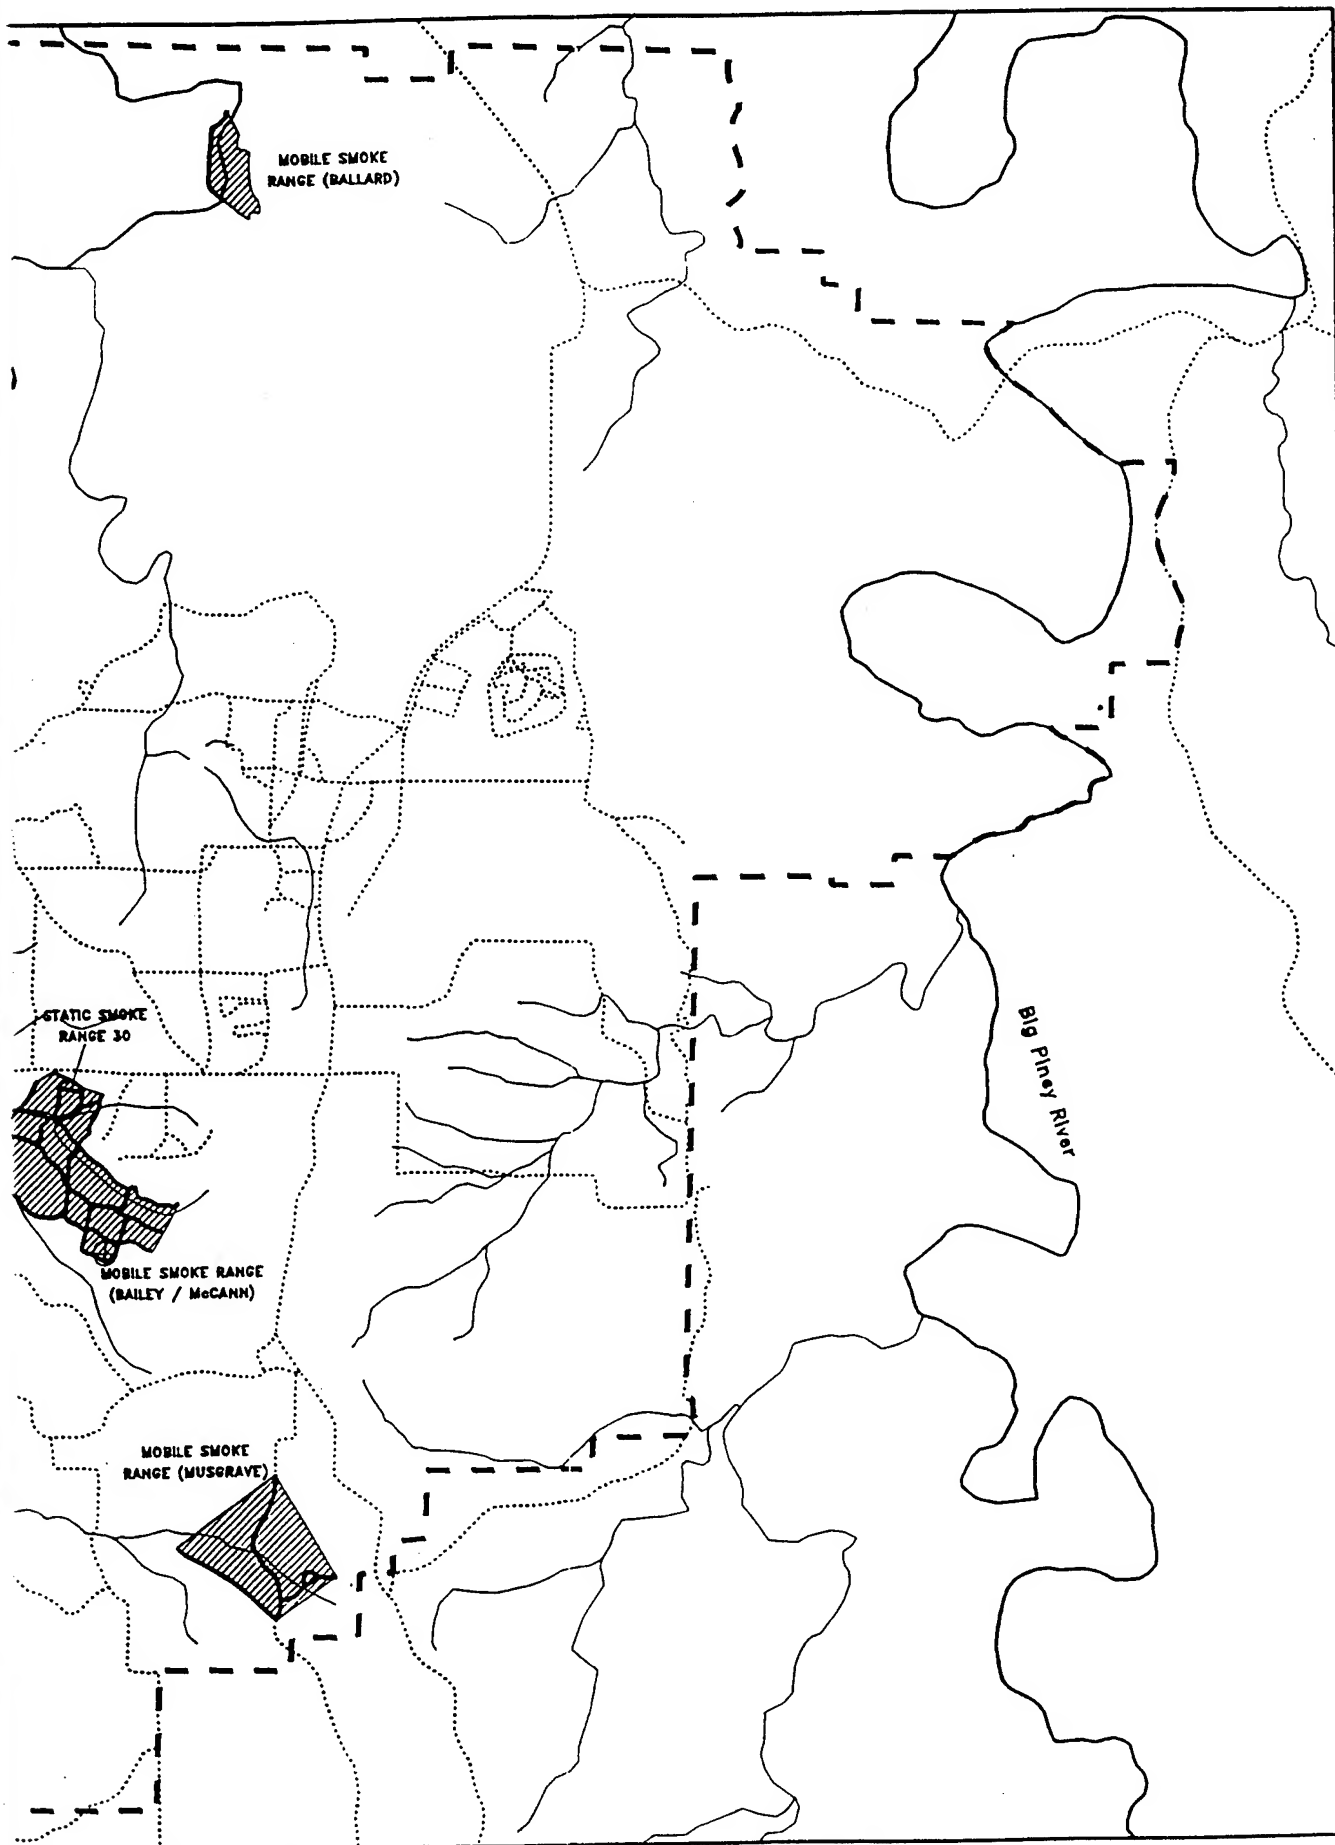 MOBILE SMOKE
RANGE (BALLARD)
STATIC SMOKE
RANGE 30
Big Piney River
MOBILE SMOKE RANGE
(BAILEY / McCANN)
MOBILE SMOKE
RANGE (MUSGRAVE)